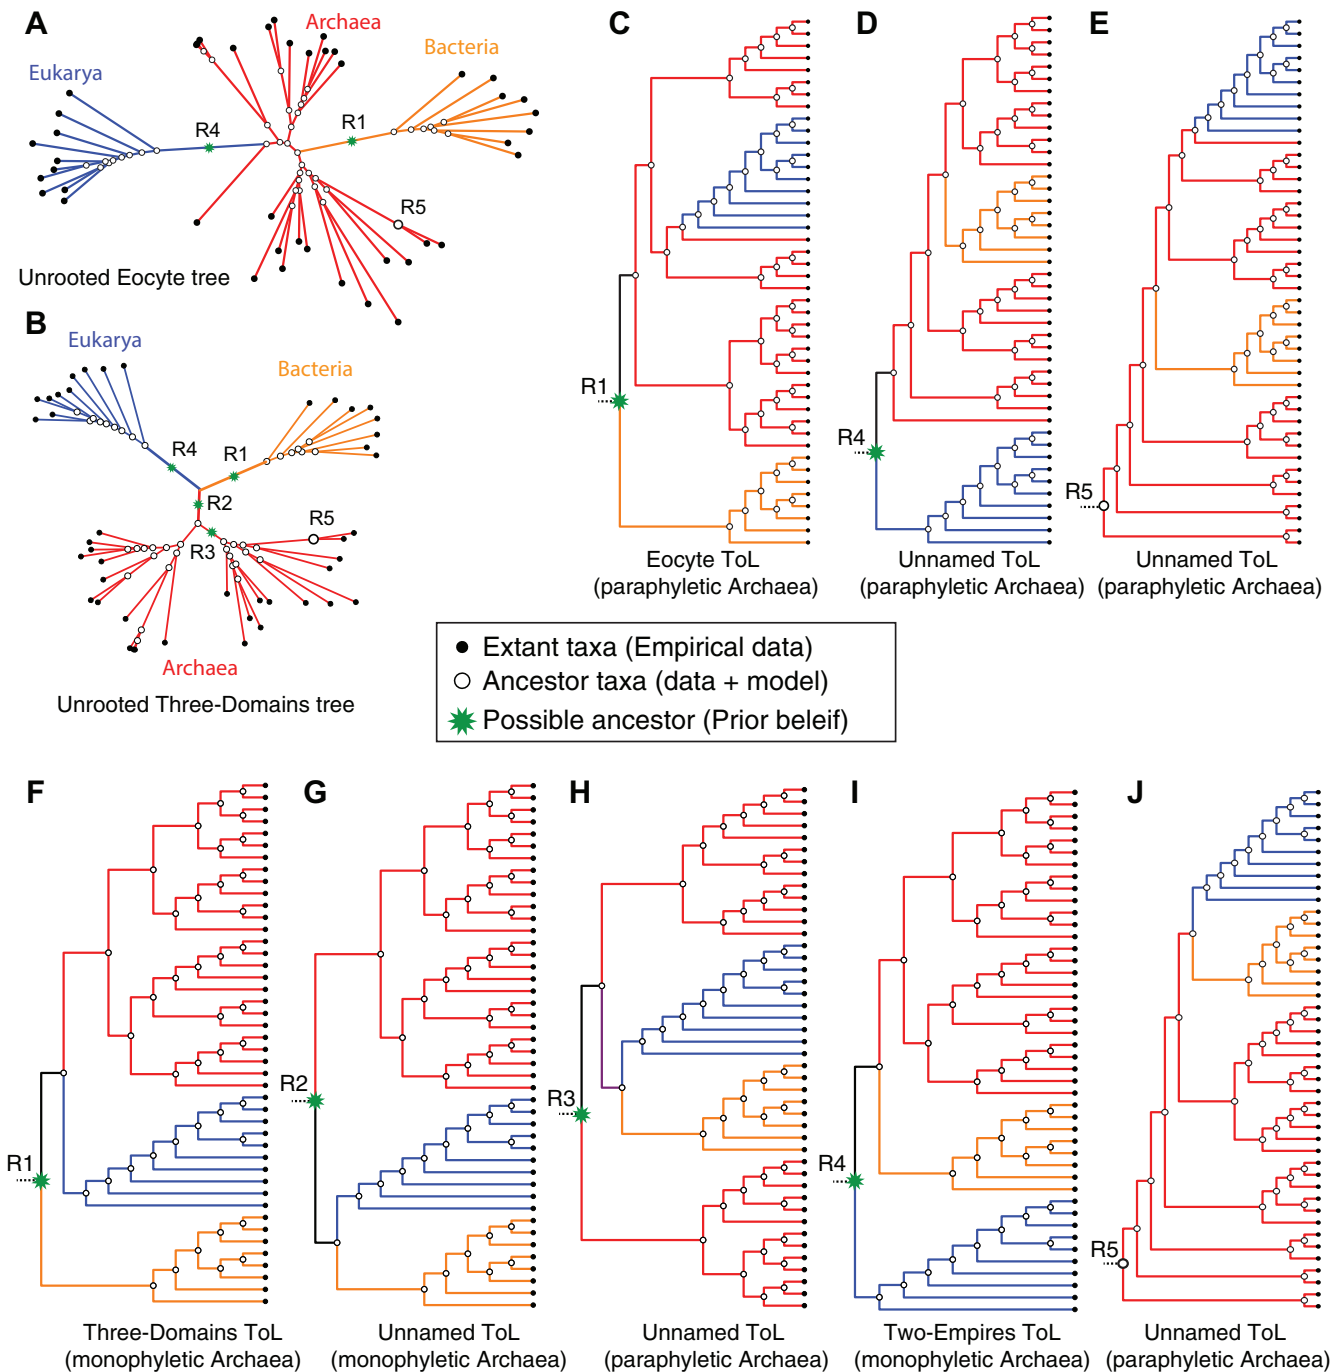 A
Archaea
Bacteria
Eukarya
R4
R1
R5
Unrooted Eocyte tree
B
Eukarya
Bacteria
R4
R1
R2
R5
R3
Archaea
Unrooted Three-Domains tree
C
R1
Eocyte ToL
(paraphyletic Archaea)
D
R4
Unnamed ToL
(paraphyletic Archaea)
E
R5
Unnamed ToL
(paraphyletic Archaea)
Extant taxa (Empirical data)
Ancestor taxa (data + model)
Possible ancestor (Prior beleif)
F
R1
Three-Domains ToL
(monophyletic Archaea)
G
R2
Unnamed ToL
(monophyletic Archaea)
H
R3
Unnamed ToL
(paraphyletic Archaea)
I
R4
Two-Empires ToL
(monophyletic Archaea)
J
R5
Unnamed ToL
(paraphyletic Archaea)